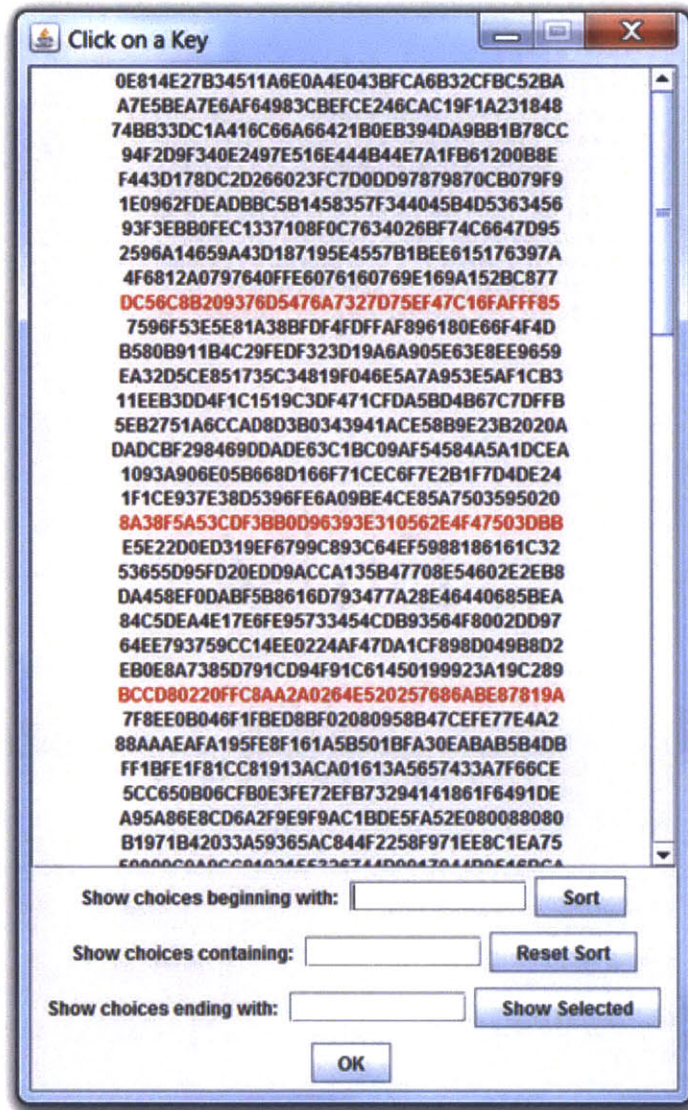 Click on a Key
0E814E27B34511A6E0A4E043BFCA6B32CFBC52BA
A7E5BEA7E6AF64983CBEFCE246CAC19F1A231848
74BB33DC1A416C66A66421B0EB394DA9BB1B78CC
94F2D9F340E2497E516E444B44E7A1FB61200B8E
F443D178DC2D266023FC7D0DD97879870CB079F9
1E0962FDEADBBC5B1458357F344045B4D5363456
93F3EBB0FEC1337108F0C7634026BF74C6647D95
2596A14659A43D187195E4557B1BEE615176397A
4F6812A0797640FFE6076160769E169A152BC877
DC56C8B209376D5476A7327D75EF47C16FAFFF85
7596F53E5E81A38BFDF4FDFFAF896180E66F4F4D
B580B911B4C29FEDF323D19A6A905E63E8EE9659
EA32D5CE851735C34819F046E5A7A953E5AF1CB3
11EEB3DD4F1C1519C3DF471CFDA5BD4B67C7DFFB
5EB2751A6CCAD8D3B0343941ACE58B9E23B2020A
DADCBF298469DDADE63C1BC09AF54584A5A1DCEA
1093A906E05B668D166F71CEC6F7E2B1F7D4DE24
1F1CE937E38D5396FE6A09BE4CE85A7503595020
8A38F5A53CDF3BB0D96393E310562E4F47503DBB
E5E22D0ED319EF6799C893C64EF5988186161C32
53655D95FD20EDD9ACCA135B47708E54602E2EB8
DA458EF0DABF5B8616D793477A28E46440685BEA
84C5DEA4E17E6FE95733454CDB93564F8002DD97
64EE793759CC14EE0224AF47DA1CF898D049B8D2
EB0E8A7385D791CD94F91C61450199923A19C289
BCCD80220FFC8AA2A0264E520257686ABE87819A
7F8EE0B046F1FBED8BF02080958B47CEFE77E4A2
88AAAEAFA195FE8F161A5B501BFA30EABAB5B4DB
FF1BFE1F81CC81913ACA01613A5657433A7F66CE
5CC650B06CFB0E3FE72EFB73294141861F6491DE
A95A86E8CD6A2F9E9F9AC1BDE5FA52E080088080
B1971B42033A59365AC844F2258F971EE8C1EA75
Show choices beginning with: Sort
Show choices containing: Reset Sort
Show choices ending with: Show Selected
OK